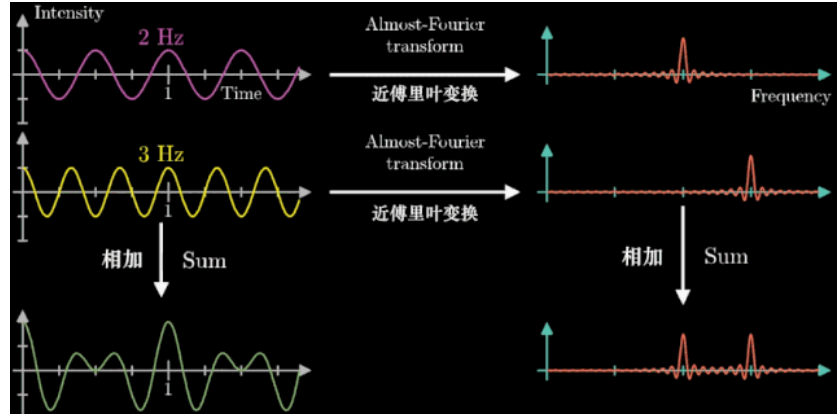 Intensity
2 Hz
1
Time
Almost-Fourier
transform
近傅里叶变换
Frequency
3 Hz
1
Almost-Fourier
transform
近傅里叶变换
相加 Sum
相加 Sum
1